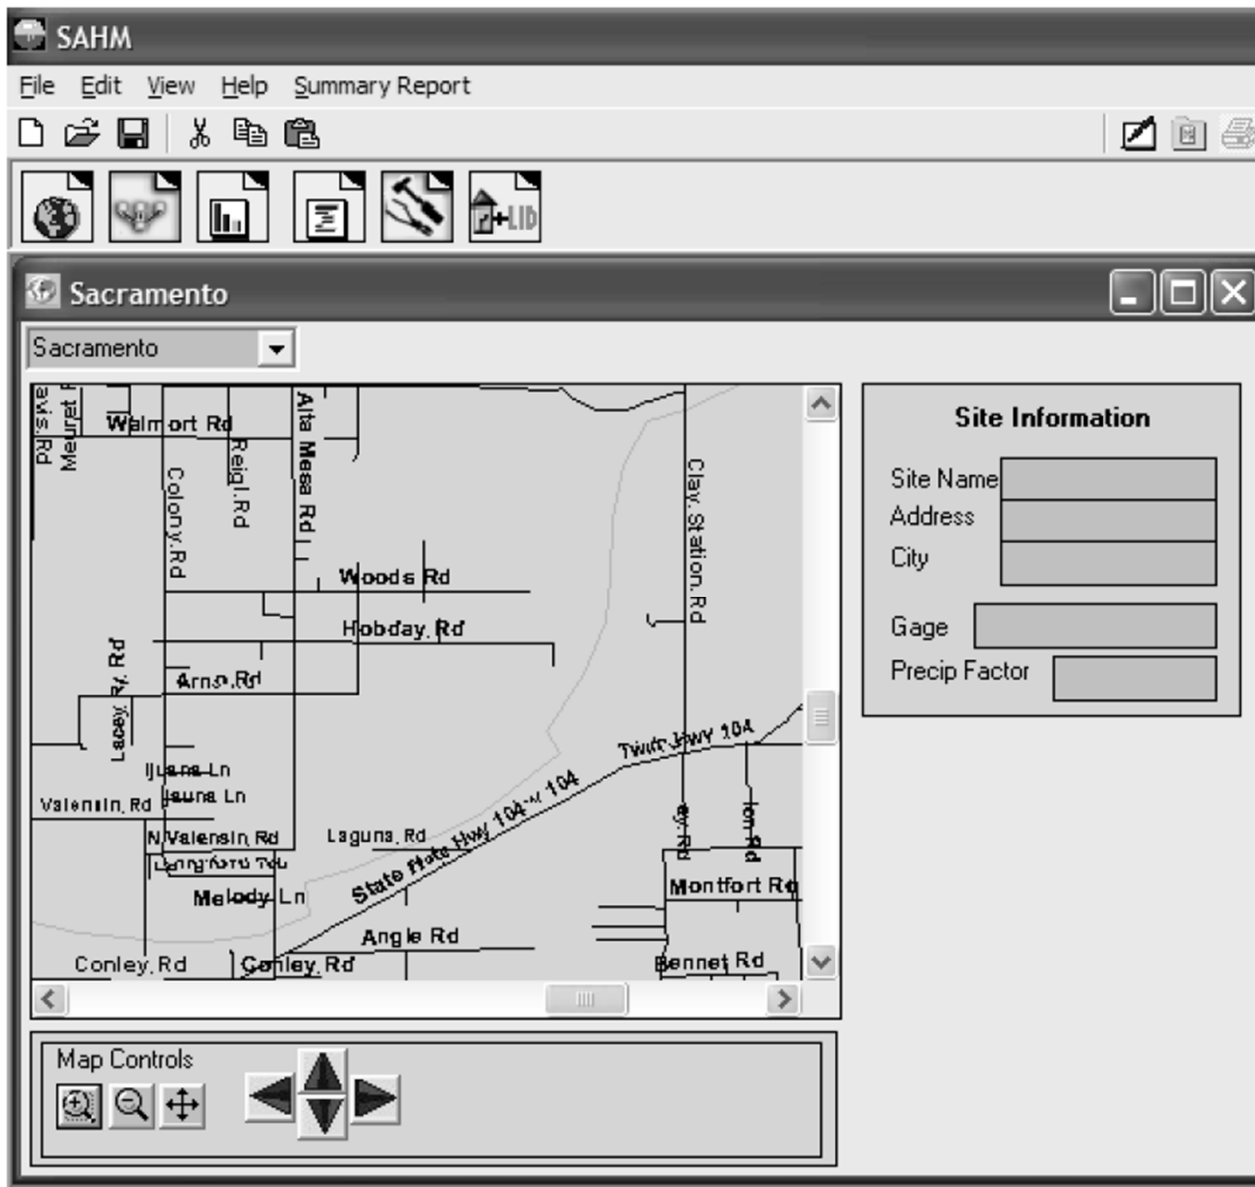 SAHM
File Edit View Help Summary Report
+LID
Sacramento
Sacramento
Site Information
Site Name
Address
City
Gage
Precip Factor
Walmort Rd
Alta Mesa Rd
Reigl.Rd
Colony.Rd
Clay.Station.Rd
Woods Rd
Hobday.Rd
Arno.Rd
Valensin.Rd
N.Valensin Rd
Laguna.Rd
State Hwy 104
Twin
Hwy 104
Melody Ln
Montfort Rd
Angle Rd
Conley.Rd
Conley.Rd
Bennet Rd
Map Controls